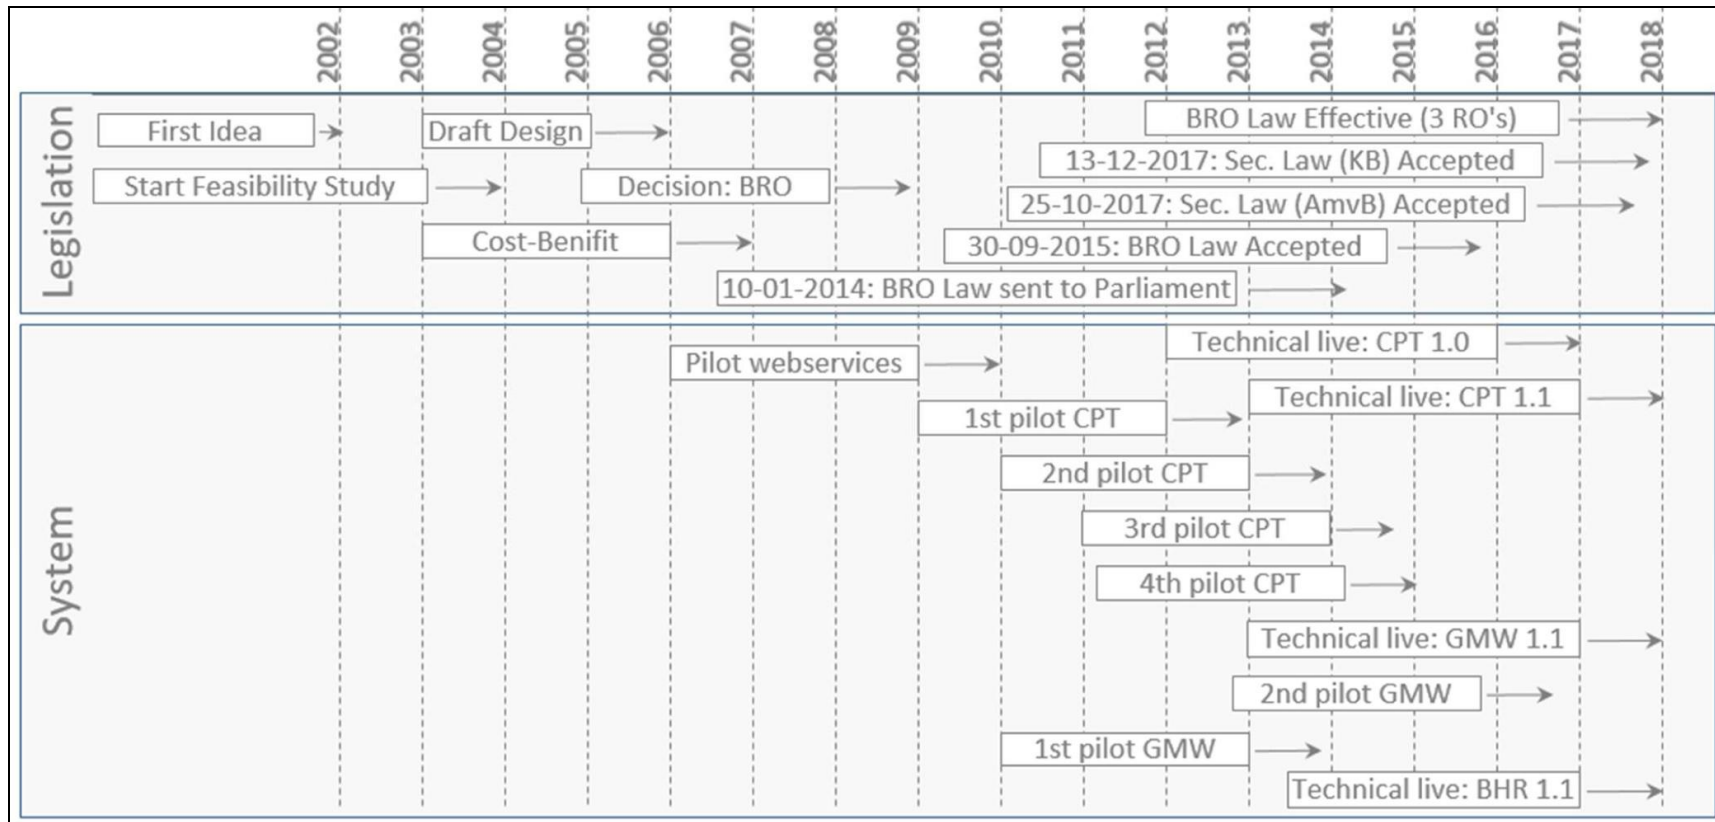 2002 2003 2004 2005 2006 2007 2008 2009 2010 2011 2012 2013 2014 2015 2016 2017 2018
Legislation
First Idea
Draft Design
BRO Law Effective (3 RO's)
13-12-2017: Sec. Law (KB) Accepted
Start Feasibility Study
Decision: BRO
25-10-2017: Sec. Law (AmvB) Accepted
Cost-Benifit
30-09-2015: BRO Law Accepted
10-01-2014: BRO Law sent to Parliament
System
Technical live: CPT 1.0
Pilot webservices
Technical live: CPT 1.1
1st pilot CPT
2nd pilot CPT
3rd pilot CPT
4th pilot CPT
Technical live: GMW 1.1
2nd pilot GMW
1st pilot GMW
Technical live: BHR 1.1